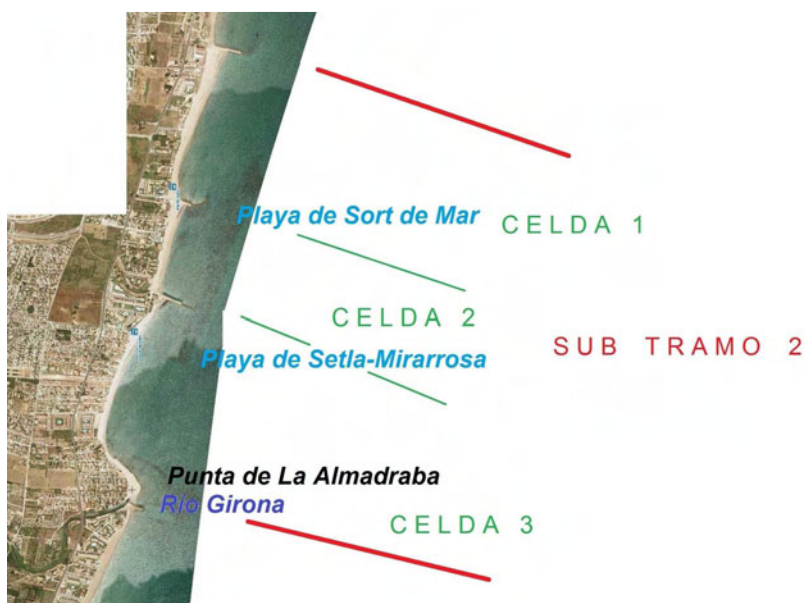 Playa de Sort de Mar
CELDA 1
CELDA 2
SUB TRAMO 2
Playa de Setla-Mirarrosa
Punta de La Almadraba
Río Girona
CELDA 3